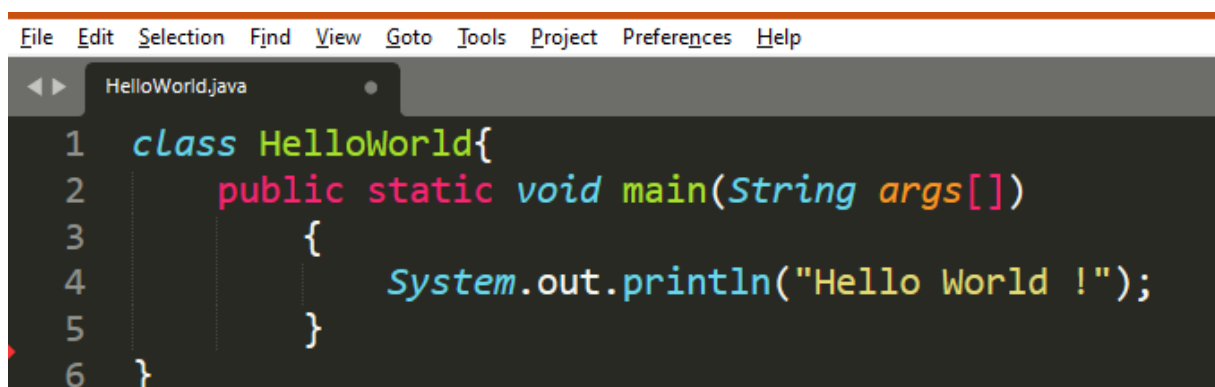 File Edit Selection Find View Goto Tools Project Preferences Help
HelloWorld.java
1 class HelloWorld{
2 public static void main(String args[])
3 {
4 System.out.println("Hello World !");
5 }
6 }